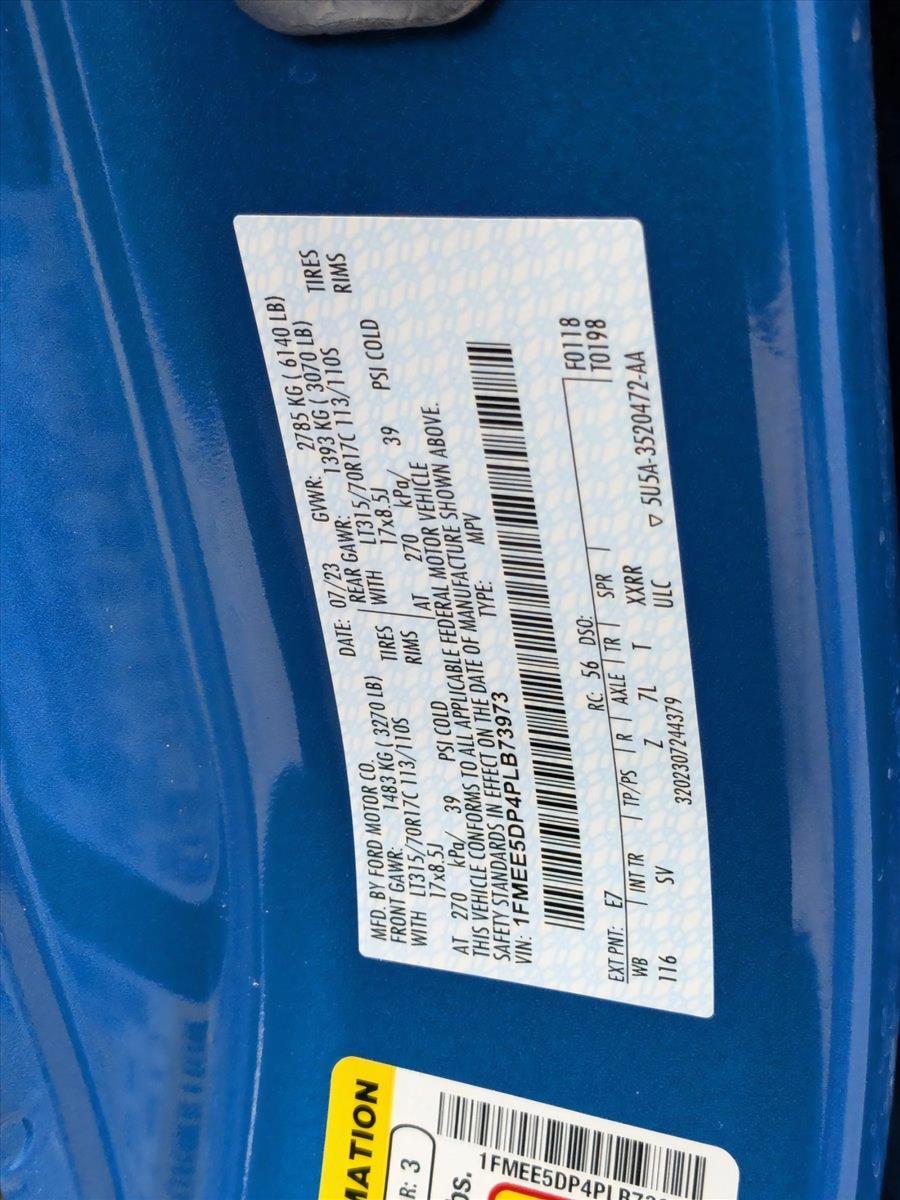 MFD. BY FORD MOTOR CO.
DATE: 07/23 GVWR: 2785 KG ( 6140 LB)
FRONT GAWR: 1483 KG ( 3270 LB) REAR GAWR: 1393 KG ( 3070 LB)
WITH LT315/70R17C 113/110S TIRES WITH LT315/70R17C 113/110S TIRES
17x8.5J RIMS 17x8.5J RIMS
AT 270 kPa/ 39 PSI COLD AT 270 kPa/ 39 PSI COLD
THIS VEHICLE CONFORMS TO ALL APPLICABLE FEDERAL MOTOR VEHICLE
SAFETY STANDARDS IN EFFECT ON THE DATE OF MANUFACTURE SHOWN ABOVE.
VIN: 1FMEE5DP4PLB73973 TYPE: MPV
EXT PNT: E7 RC: 56 DSO: F0118
T0198
WB INT TR TP/PS R AXLE TR SPR
116 SV Z 7L T XXRR
ULC
3202307244379 ▽ 5U5A-3520472-AA
MATION
R: 3
OS.
1FMEE5DP4PLB73